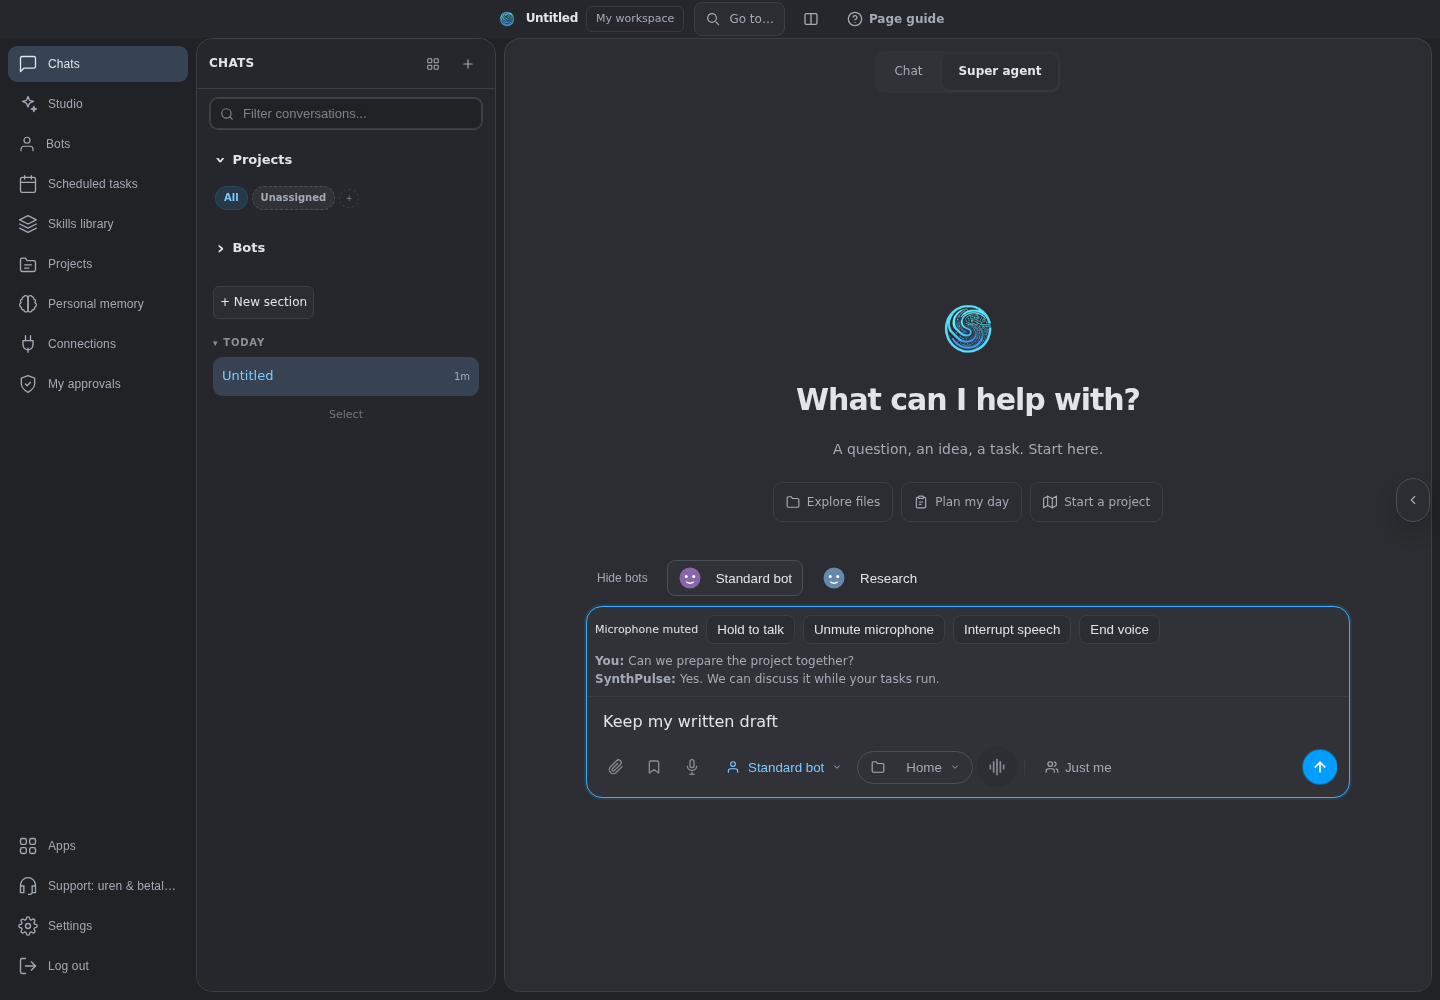 Untitled
My workspace
Go to...
Page guide
Chats
Studio
Bots
Scheduled tasks
Skills library
Projects
Personal memory
Connections
My approvals
Apps
Support: uren & betal...
Settings
Log out
CHATS
Filter conversations...
Projects
All
Unassigned
+
Bots
+ New section
TODAY
Untitled
1m
Select
Chat
Super agent
What can I help with?
A question, an idea, a task. Start here.
Explore files
Plan my day
Start a project
Hide bots
Standard bot
Research
Microphone muted
Hold to talk
Unmute microphone
Interrupt speech
End voice
You: Can we prepare the project together?
SynthPulse: Yes. We can discuss it while your tasks run.
Keep my written draft
Standard bot
Home
Just me